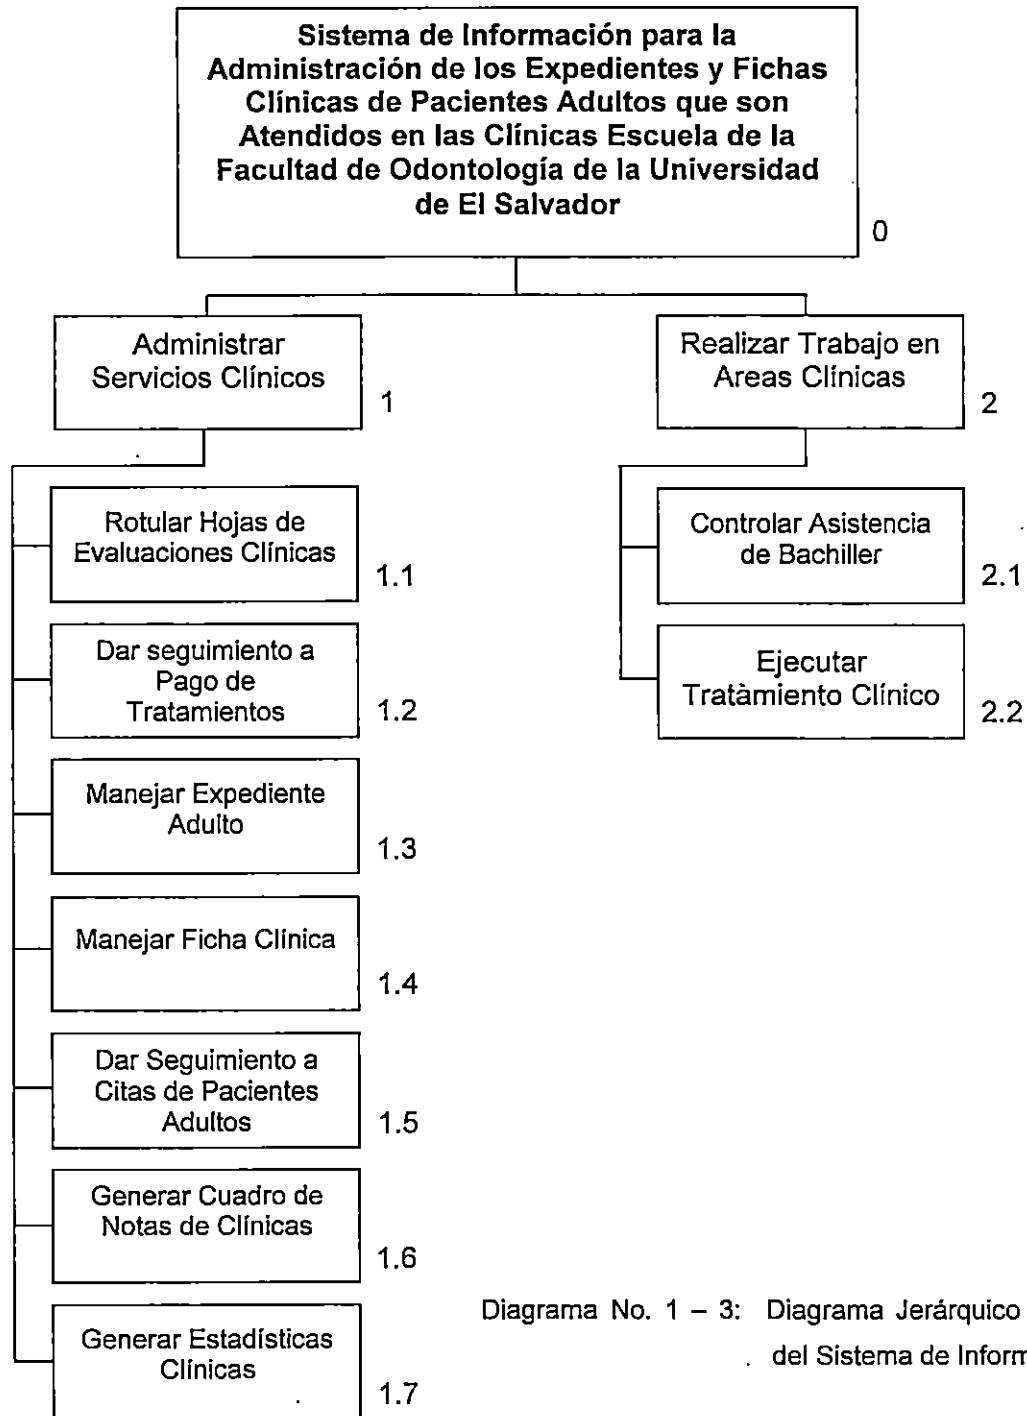 Sistema de Información para la
Administración de los Expedientes y Fichas
Clínicas de Pacientes Adultos que son
Atendidos en las Clínicas Escuela de la
Facultad de Odontología de la Universidad
de El Salvador
0
Administrar
Servicios Clínicos
1
Rotular Hojas de
Evaluaciones Clínicas
1.1
Dar seguimiento a
Pago de
Tratamientos
1.2
Manejar Expediente
Adulto
1.3
Manejar Ficha Clínica
1.4
Dar Seguimiento a
Citas de Pacientes
Adultos
1.5
Generar Cuadro de
Notas de Clínicas
1.6
Generar Estadísticas
Clínicas
1.7
Realizar Trabajo en
Areas Clínicas
2
Controlar Asistencia
de Bachiller
2.1
Ejecutar
Tratàmiento Clínico
2.2
Diagrama No. 1 – 3: Diagrama Jerárquico
del Sistema de